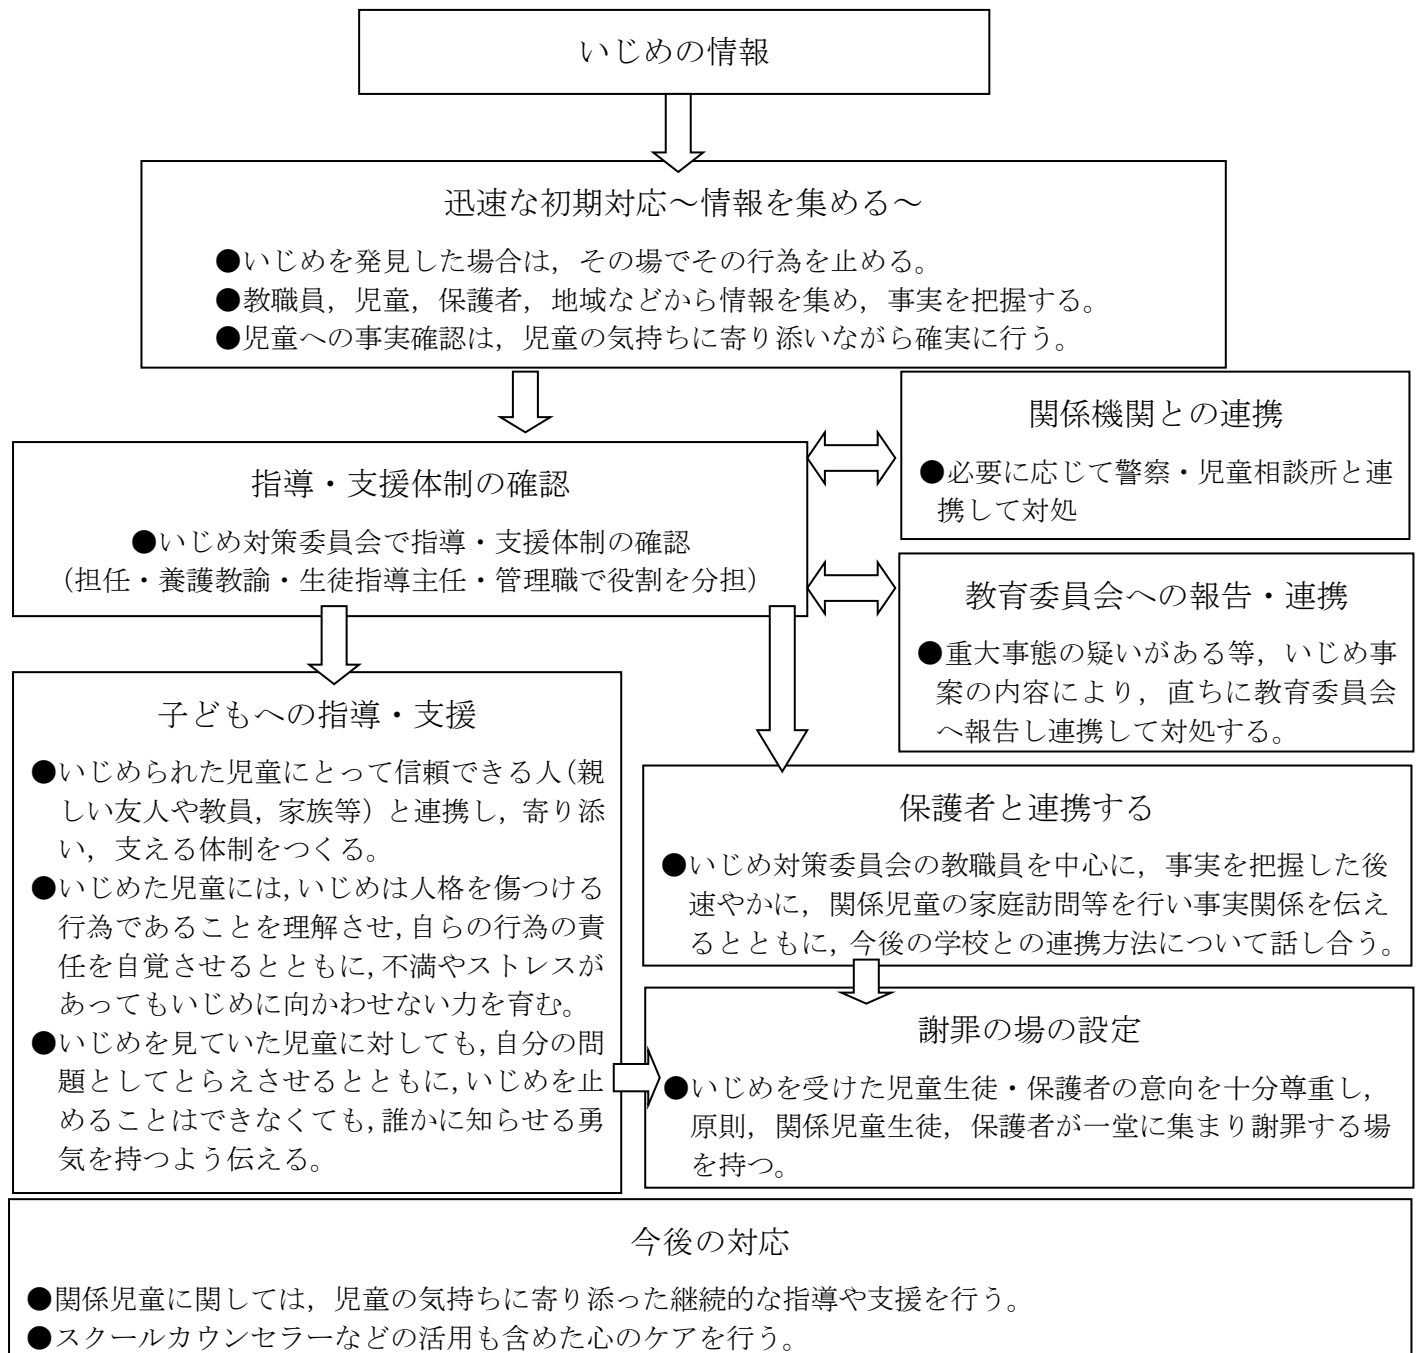 いじめの情報
迅速な初期対応～情報を集める～
●いじめを発見した場合は，その場でその行為を止める。
●教職員，児童，保護者，地域などから情報を集め，事実を把握する。
●児童への事実確認は，児童の気持ちに寄り添いながら確実に行う。
関係機関との連携
●必要に応じて警察・児童相談所と連
携して対処
指導・支援体制の確認
●いじめ対策委員会で指導・支援体制の確認
（担任・養護教諭・生徒指導主任・管理職で役割を分担）
教育委員会への報告・連携
●重大事態の疑いがある等，いじめ事
案の内容により，直ちに教育委員会
へ報告し連携して対処する。
子どもへの指導・支援
●いじめられた児童にとって信頼できる人（親
しい友人や教員，家族等）と連携し，寄り添
い，支える体制をつくる。
●いじめた児童には，いじめは人格を傷つける
行為であることを理解させ，自らの行為の責
任を自覚させるとともに，不満やストレスが
あってもいじめに向かわせない力を育む。
●いじめを見ていた児童に対しても，自分の問
題としてとらえさせるとともに，いじめを止
めることはできなくても，誰かに知らせる勇
気を持つよう伝える。
保護者と連携する
●いじめ対策委員会の教職員を中心に，事実を把握した後
速やかに，関係児童の家庭訪問等を行い事実関係を伝え
るとともに，今後の学校との連携方法について話し合う。
謝罪の場の設定
●いじめを受けた児童生徒・保護者の意向を十分尊重し，
原則，関係児童生徒，保護者が一堂に集まり謝罪する場
を持つ。
今後の対応
●関係児童に関しては，児童の気持ちに寄り添った継続的な指導や支援を行う。
●スクールカウンセラーなどの活用も含めた心のケアを行う。